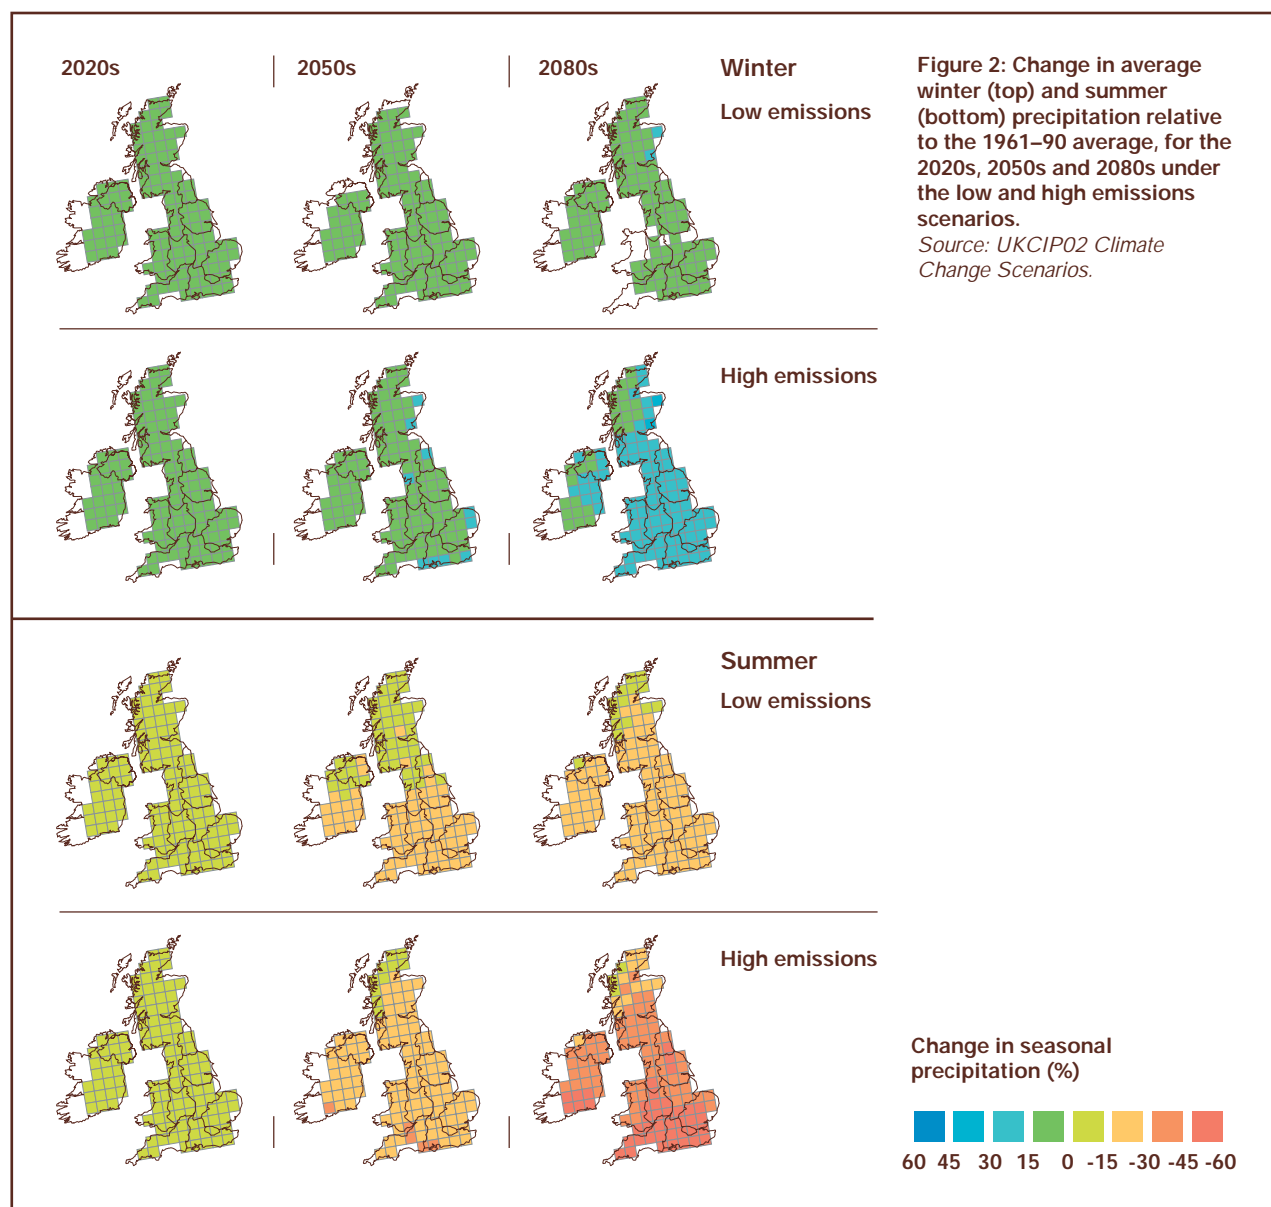 2020s
2050s
2080s
Winter
Low emissions
High emissions
Summer
Low emissions
High emissions
Figure 2: Change in average
winter (top) and summer
(bottom) precipitation relative
to the 1961–90 average, for the
2020s, 2050s and 2080s under
the low and high emissions
scenarios.
Source: UKCIP02 Climate
Change Scenarios.
Change in seasonal
precipitation (%)
60 45 30 15 0 -15 -30 -45 -60